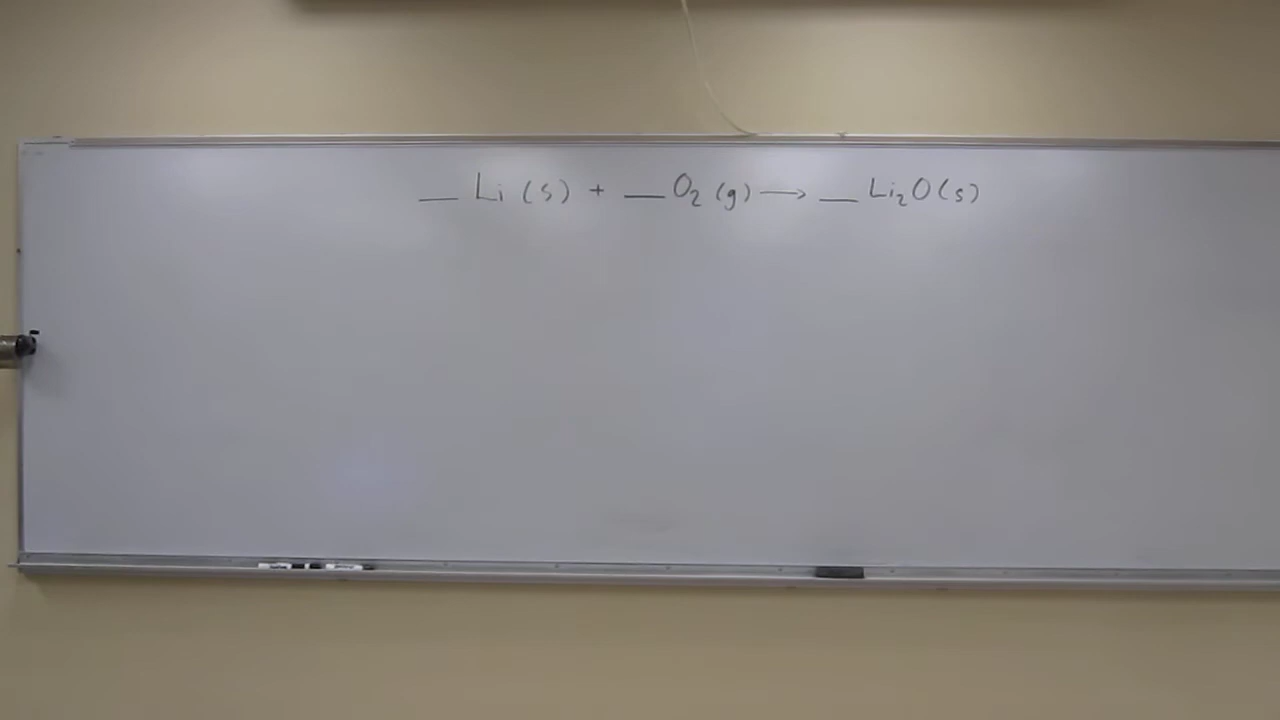 __ Li (s) + __ O₂ (g) ⟶ __ Li₂O (s)